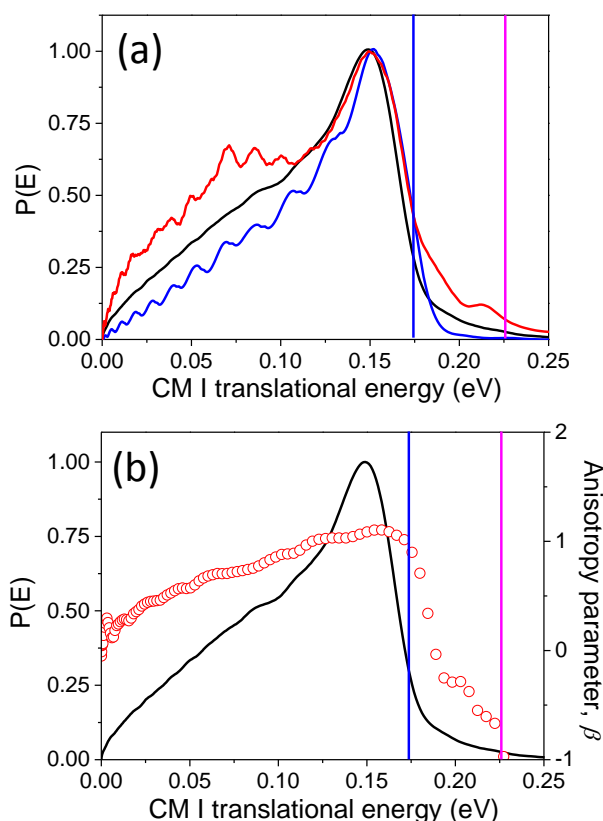 (a)
1.00
0.75
0.50
0.25
0.00
P(E)
0.00 0.05 0.10 0.15 0.20 0.25
CM I translational energy (eV)
(b)
1.00
0.75
0.50
0.25
0.00
P(E)
2
1
0
-1
Anisotropy parameter, β
0.00 0.05 0.10 0.15 0.20 0.25
CM I translational energy (eV)